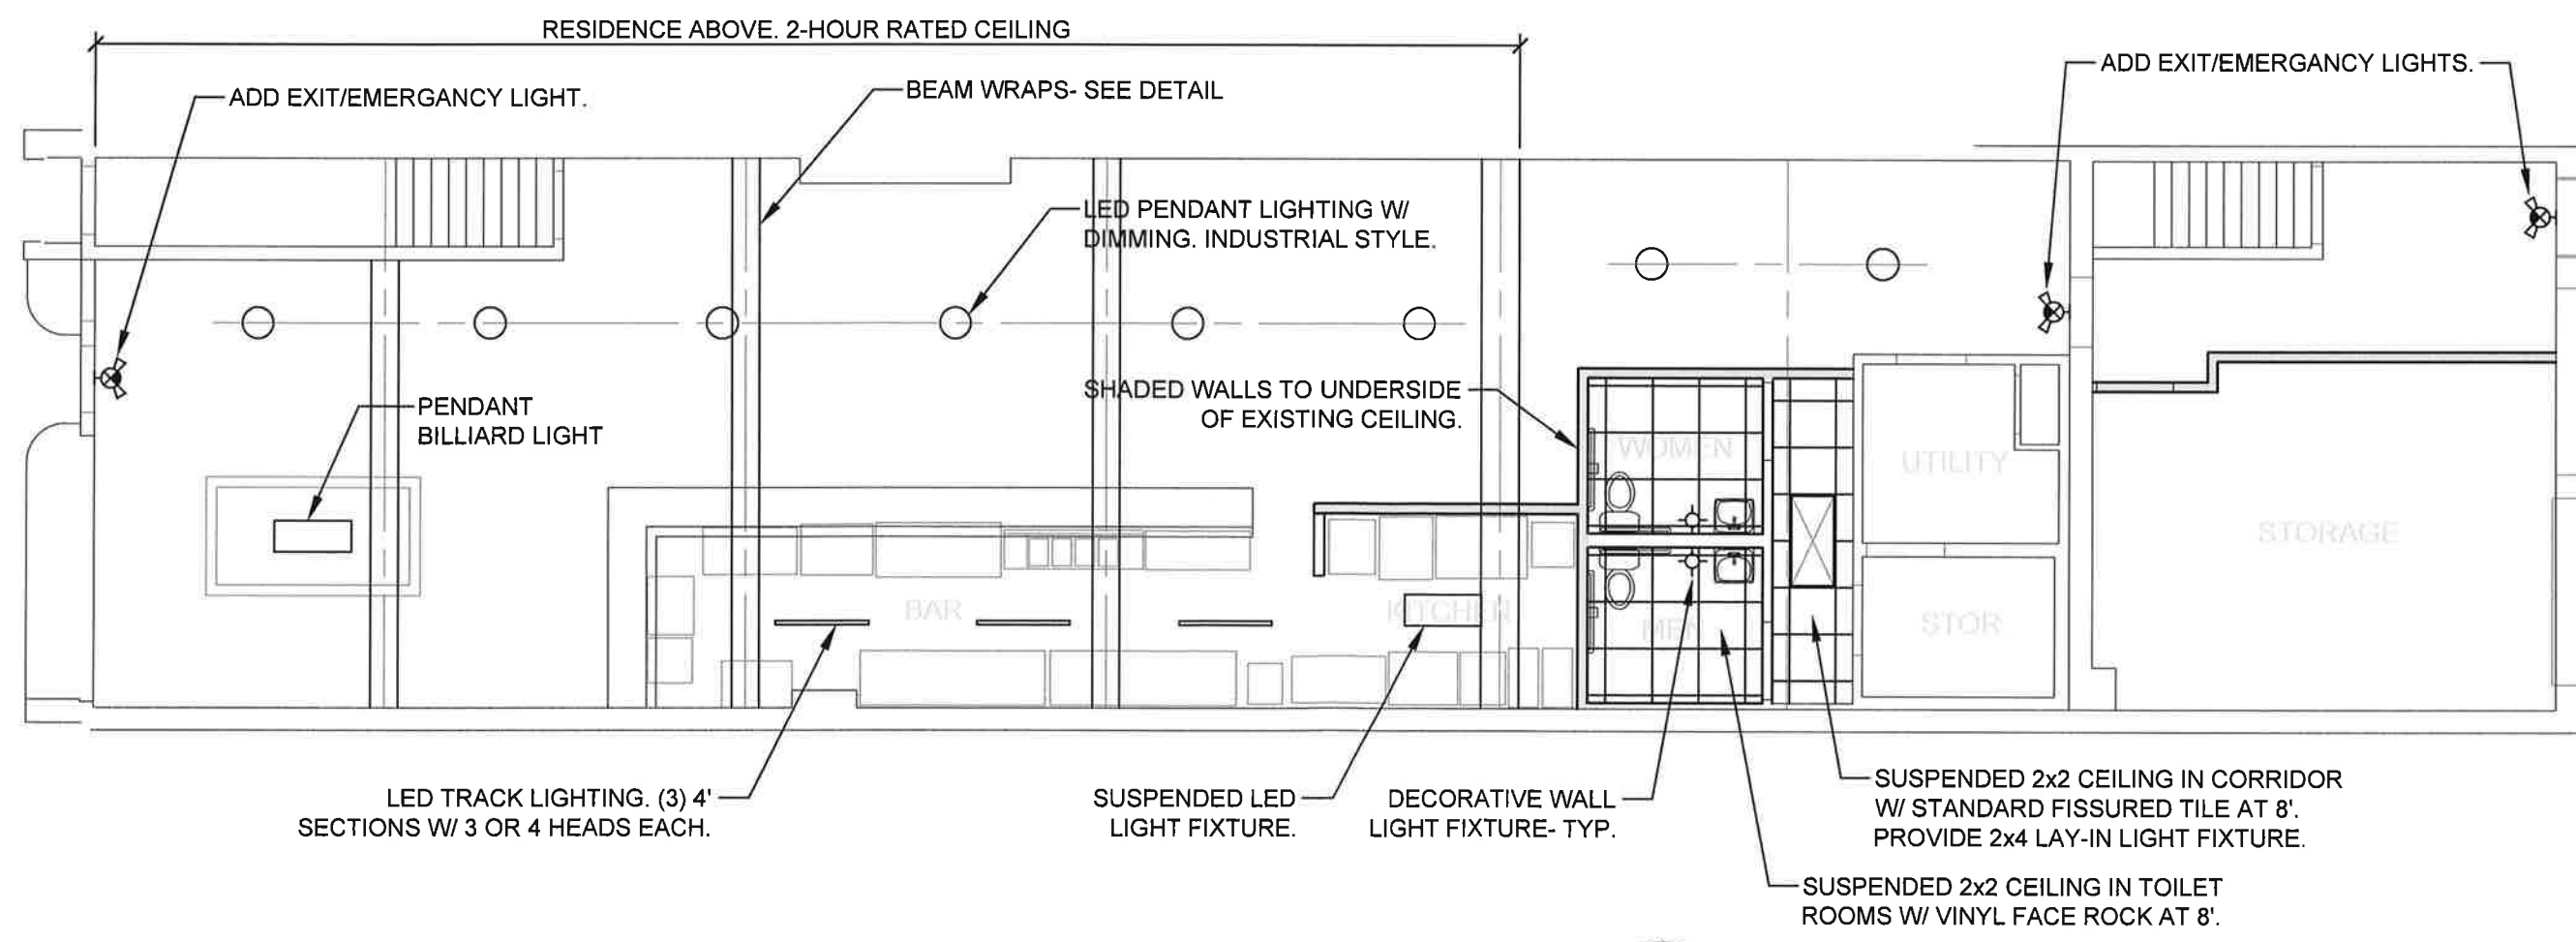 RESIDENCE ABOVE. 2-HOUR RATED CEILING
ADD EXIT/EMERGANCY LIGHT.
BEAM WRAPS- SEE DETAIL
ADD EXIT/EMERGANCY LIGHTS.
LED PENDANT LIGHTING W/
DIMMING. INDUSTRIAL STYLE.
PENDANT
BILLIARD LIGHT
SHADED WALLS TO UNDERSIDE
OF EXISTING CEILING.
WOMEN
UTILITY
STORAGE
BAR
KITCHEN
MEN
STOR
LED TRACK LIGHTING. (3) 4'
SECTIONS W/ 3 OR 4 HEADS EACH.
SUSPENDED LED
LIGHT FIXTURE.
DECORATIVE WALL
LIGHT FIXTURE- TYP.
SUSPENDED 2x2 CEILING IN CORRIDOR
W/ STANDARD FISSURED TILE AT 8'.
PROVIDE 2x4 LAY-IN LIGHT FIXTURE.
SUSPENDED 2x2 CEILING IN TOILET
ROOMS W/ VINYL FACE ROCK AT 8'.